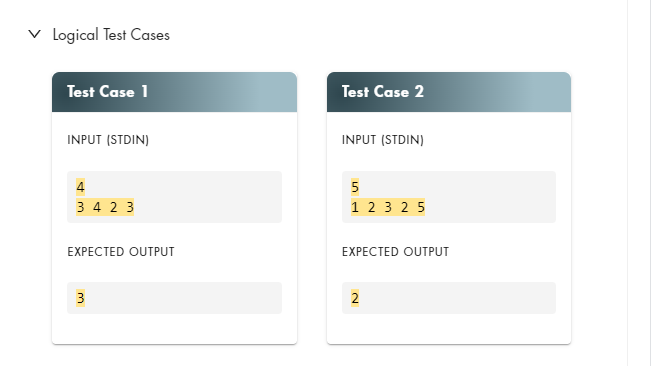 Logical Test Cases
Test Case 1
INPUT (STDIN)
4
3 4 2 3
EXPECTED OUTPUT
3
Test Case 2
INPUT (STDIN)
5
1 2 3 2 5
EXPECTED OUTPUT
2